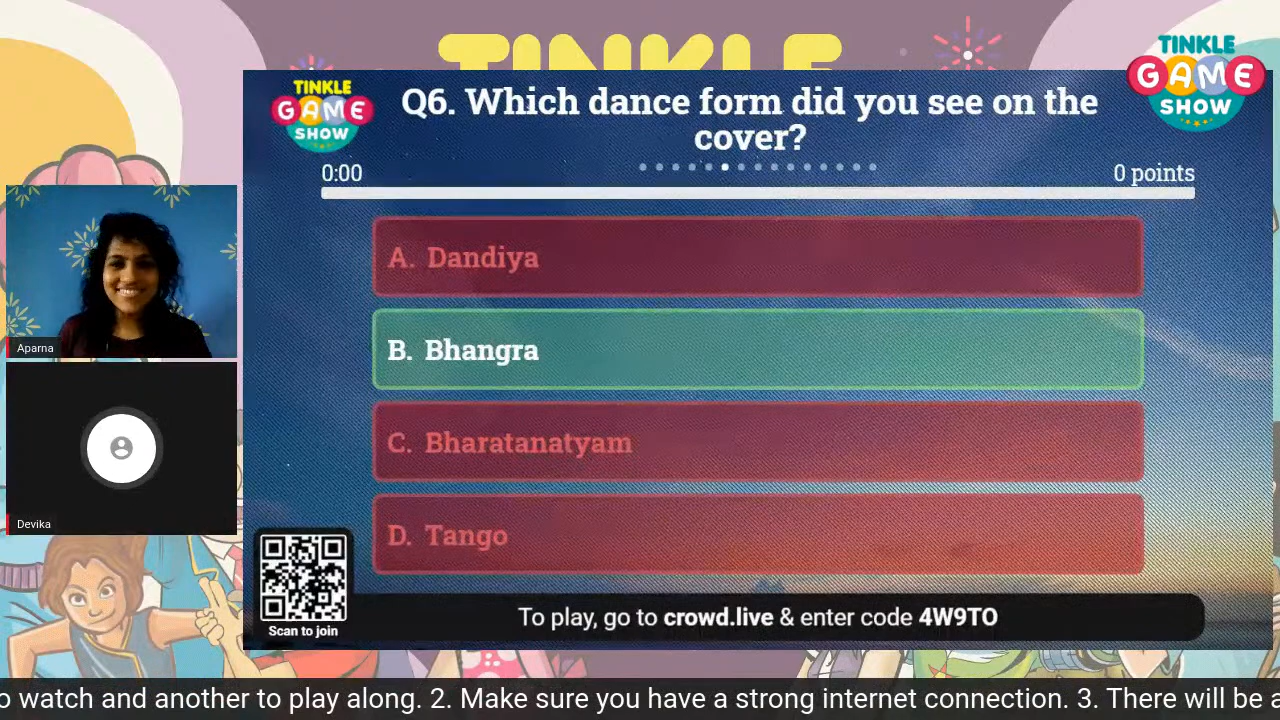 TINKLE
TINKLE
GAME
SHOW
TINKLE
GAME
SHOW
Q6. Which dance form did you see on the
cover?
0:00
0 points
A. Dandiya
B. Bhangra
C. Bharatanatyam
D. Tango
Aparna
Devika
Scan to join
To play, go to crowd.live & enter code 4W9TO
o watch and another to play along. 2. Make sure you have a strong internet connection. 3. There will be a